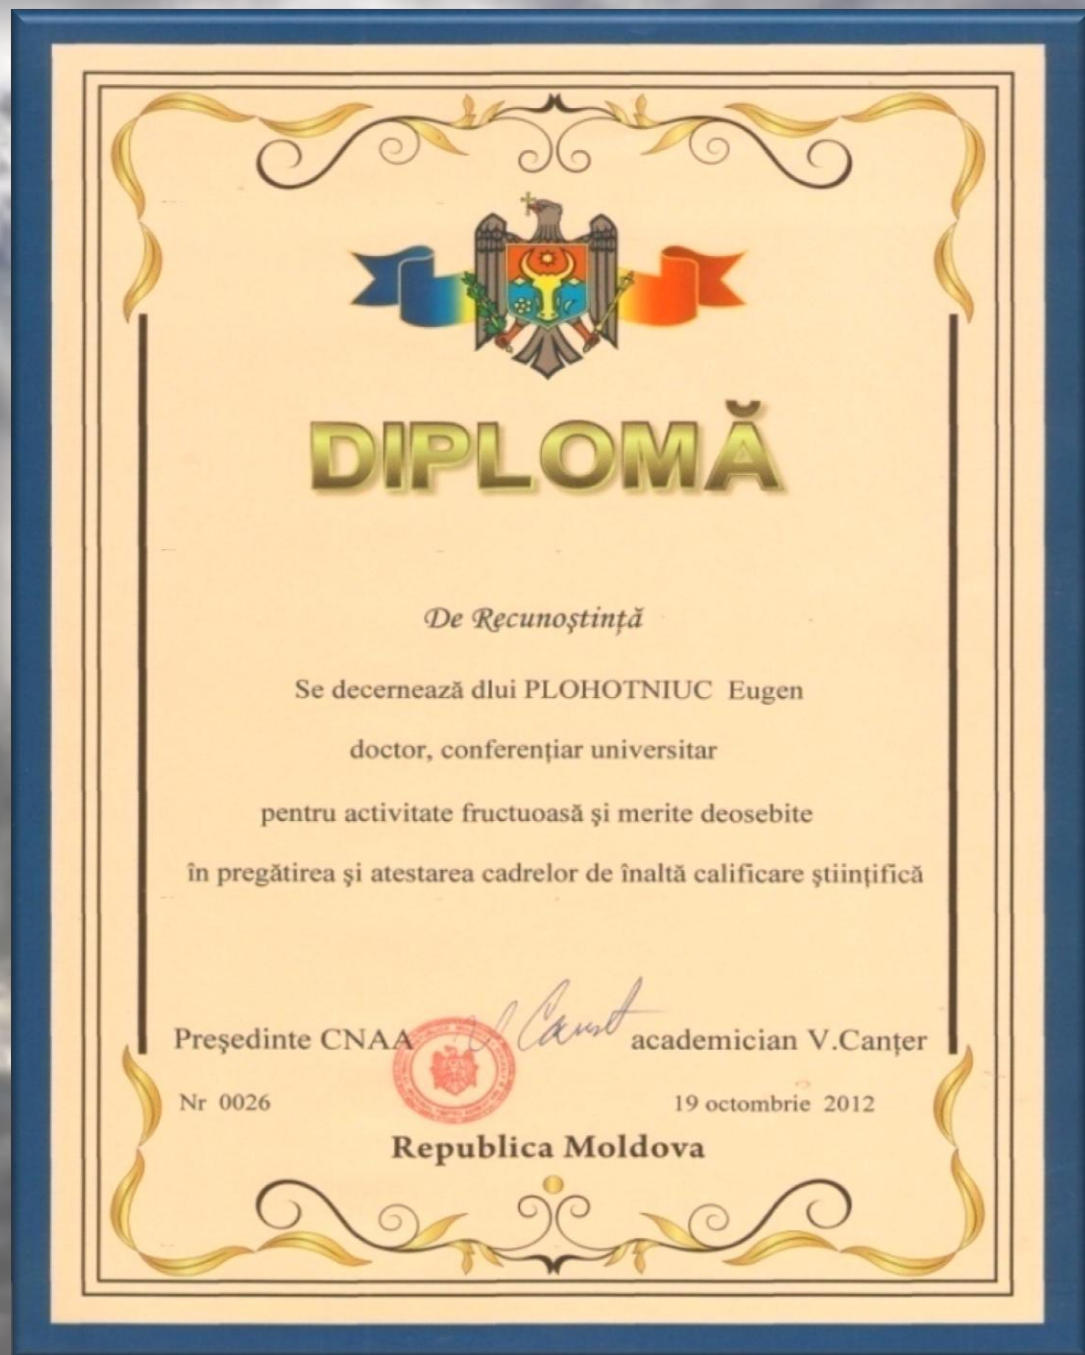 DIPLOMĂ
De Recunoştinţă
Se decernează dlui PLOHOTNIUC Eugen
doctor, conferenţiar universitar
pentru activitate fructuoasă şi merite deosebite
în pregătirea şi atestarea cadrelor de înaltă calificare ştiinţifică
Preşedinte CNAA academician V.Canţer
Nr 0026 19 octombrie 2012
Republica Moldova